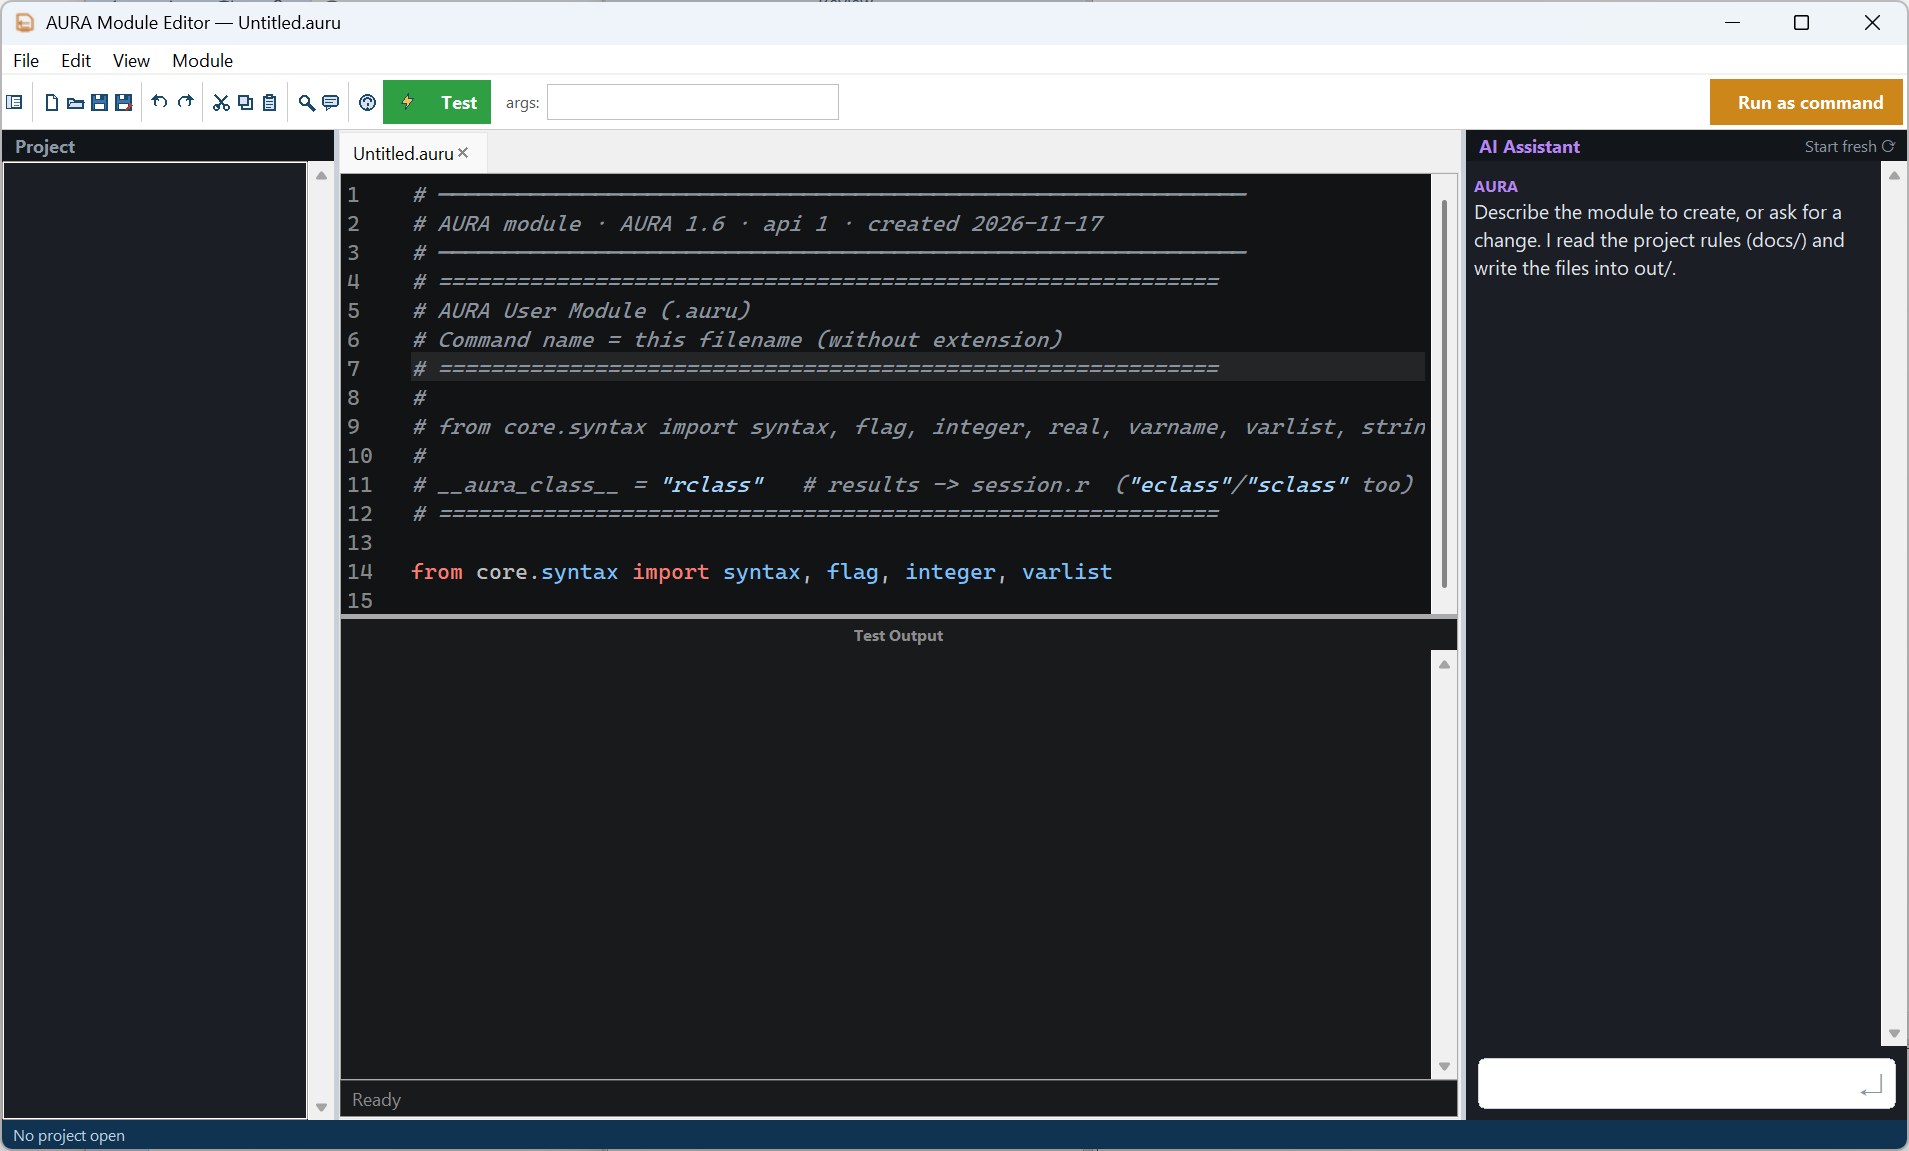 AURA Module Editor — Untitled.auru
File Edit View Module
Test args: Run as command
Project
Untitled.auru
1 # ──────────────────────────────────────────────────────────────
2 # AURA module · AURA 1.6 · api 1 · created 2026-11-17
3 # ──────────────────────────────────────────────────────────────
4 # ============================================================
5 # AURA User Module (.auru)
6 # Command name = this filename (without extension)
7 # ============================================================
8 #
9 # from core.syntax import syntax, flag, integer, real, varname, varlist, strin
10 #
11 # __aura_class__ = "rclass" # results -> session.r ("eclass"/"sclass" too)
12 # ============================================================
13
14 from core.syntax import syntax, flag, integer, varlist
15
Test Output
Ready
AI Assistant Start fresh
AURA
Describe the module to create, or ask for a
change. I read the project rules (docs/) and
write the files into out/.
No project open